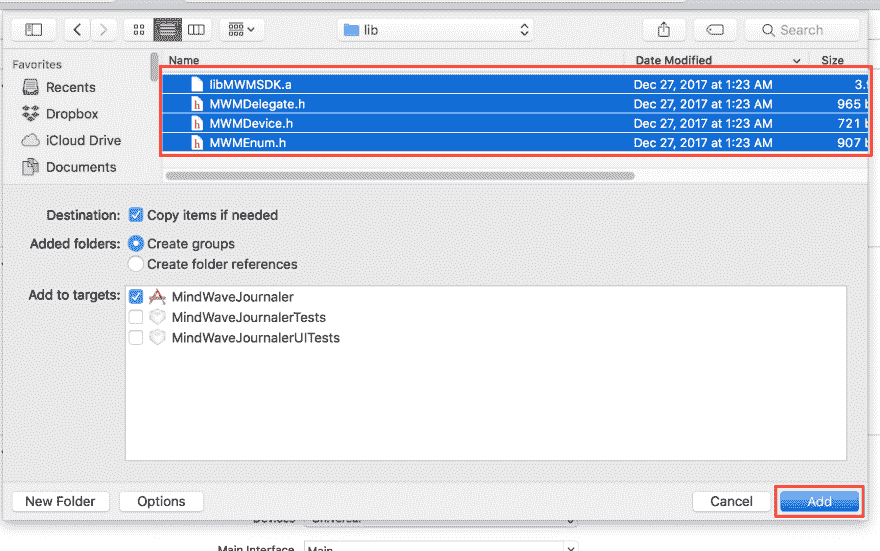 lib
Search
Favorites
Name Date Modified Size
Recents
Dropbox
iCloud Drive
Documents
libMWMSDK.a Dec 27, 2017 at 1:23 AM
MWMDelegate.h Dec 27, 2017 at 1:23 AM 965
MWMDevice.h Dec 27, 2017 at 1:23 AM 721
MWMEnum.h Dec 27, 2017 at 1:23 AM 907
Destination: Copy items if needed
Added folders: Create groups
Create folder references
Add to targets: MindWaveJournaler
MindWaveJournalerTests
MindWaveJournalerUITests
New Folder Options Cancel Add
Devices Universal
Main Interface Main